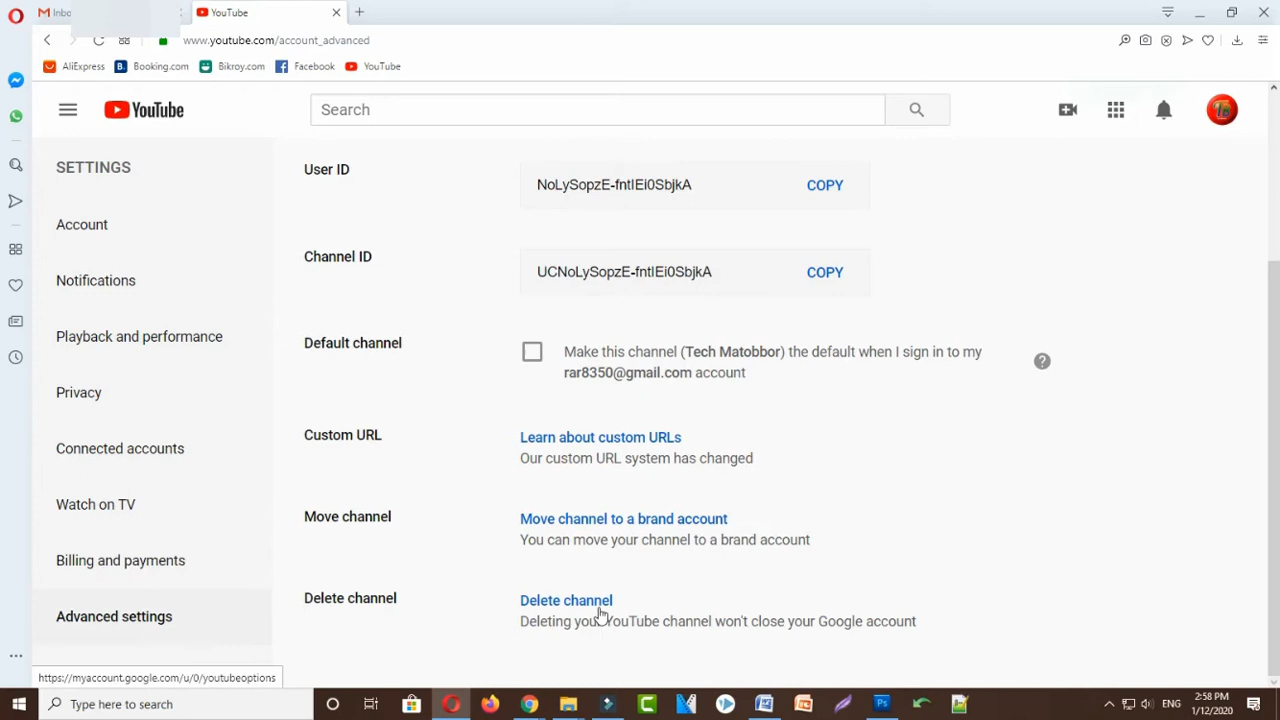 Inbo
YouTube
www.youtube.com/account_advanced
AliExpress
Booking.com
Bikroy.com
Facebook
YouTube
YouTube
Search
SETTINGS
Account
Notifications
Playback and performance
Privacy
Connected accounts
Watch on TV
Billing and payments
Advanced settings
User ID
NoLySopzE-fntIEi0SbjkA
COPY
Channel ID
UCNoLySopzE-fntIEi0SbjkA
COPY
Default channel
Make this channel (Tech Matobbor) the default when I sign in to my
rar8350@gmail.com account
Custom URL
Learn about custom URLs
Our custom URL system has changed
Move channel
Move channel to a brand account
You can move your channel to a brand account
Delete channel
Delete channel
Deleting your YouTube channel won't close your Google account
https://myaccount.google.com/u/0/youtubeoptions
Type here to search
ENG
2:58 PM
1/12/2020